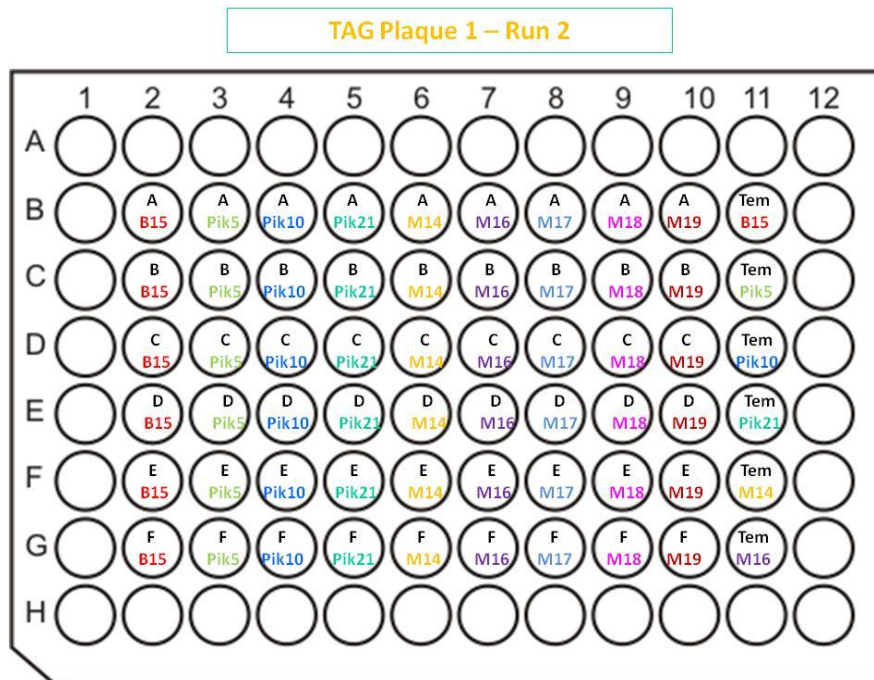 TAG Plaque 1 – Run 2
1 2 3 4 5 6 7 8 9 10 11 12
A
A A A A A A A A A Tem
B B15 Pik5 Pik10 Pik21 M14 M16 M17 M18 M19 B15
B B B B B B B B B Tem
C B15 Pik5 Pik10 Pik21 M14 M16 M17 M18 M19 Pik5
C C C C C C C C C Tem
D B15 Pik5 Pik10 Pik21 M14 M16 M17 M18 M19 Pik10
D D D D D D D D D Tem
E B15 Pik5 Pik10 Pik21 M14 M16 M17 M18 M19 Pik21
E E E E E E E E E Tem
F B15 Pik5 Pik10 Pik21 M14 M16 M17 M18 M19 M14
F F F F F F F F F Tem
G B15 Pik5 Pik10 Pik21 M14 M16 M17 M18 M19 M16
H